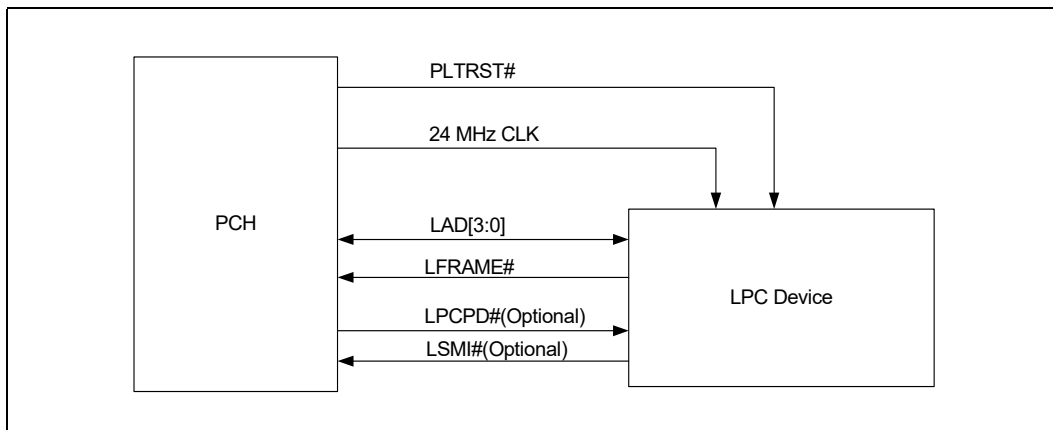 PLTRST#
24 MHz CLK
PCH
LAD[3:0]
LFRAME#
LPC Device
LPCPD#(Optional)
LSMI#(Optional)